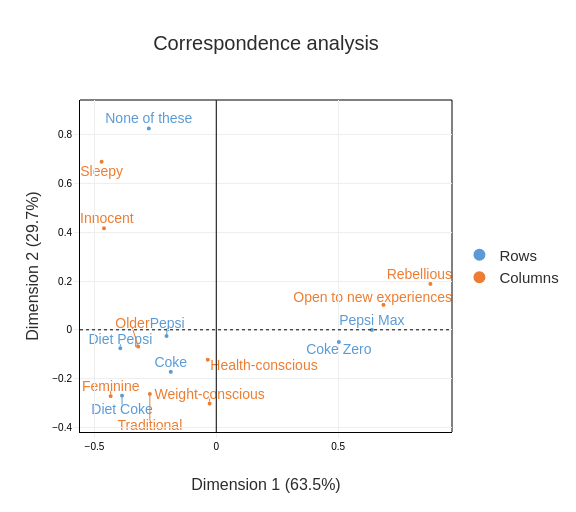 Correspondence analysis
None of these
Sleepy
Innocent
Rebellious
Open to new experiences
Older
Pepsi
Pepsi Max
Diet Pepsi
Coke Zero
Coke
Health-conscious
Feminine
Weight-conscious
Diet Coke
Traditional
0.8
0.6
0.4
0.2
0
−0.2
−0.4
−0.5
0
0.5
Dimension 2 (29.7%)
Dimension 1 (63.5%)
Rows
Columns